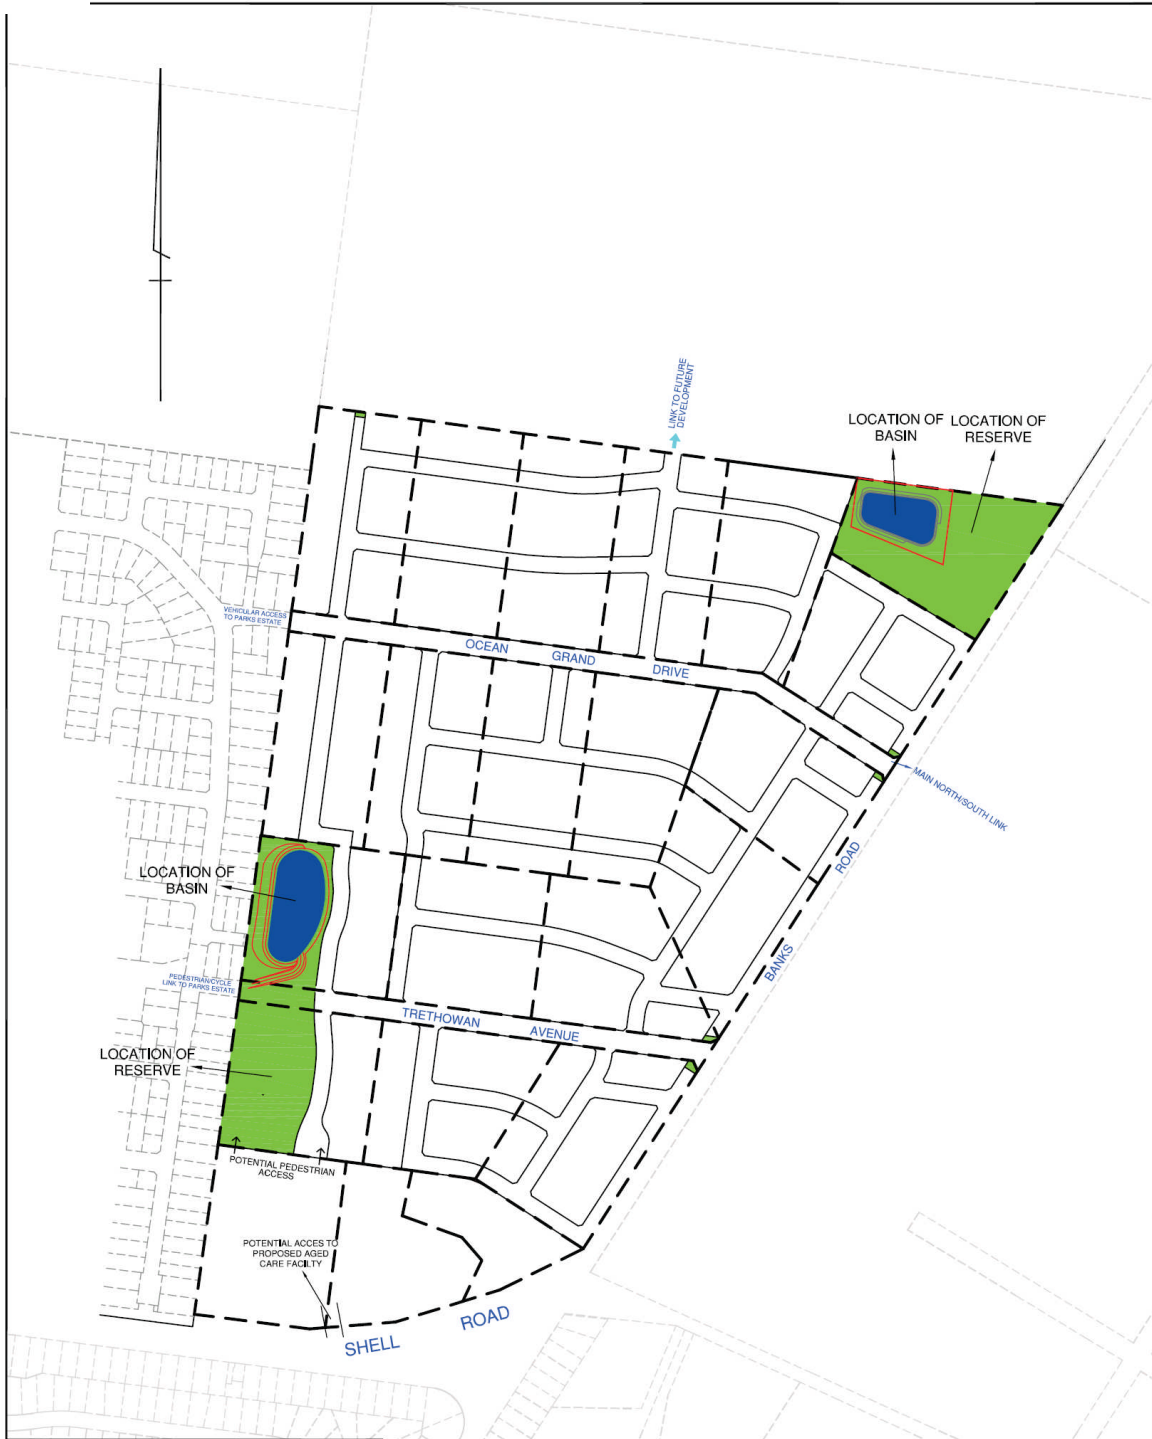 LINK TO FUTURE
DEVELOPMENT
LOCATION OF
BASIN
LOCATION OF
RESERVE
VEHICULAR ACCESS
TO PARKS ESTATE
OCEAN GRAND DRIVE
MAIN NORTH/SOUTH LINK
LOCATION OF
BASIN
BANKS ROAD
PEDESTRIAN/CYCLE
LINK TO PARKS ESTATE
TRETHOWAN AVENUE
LOCATION OF
RESERVE
POTENTIAL PEDESTRIAN
ACCESS
POTENTIAL ACCES TO
PROPOSED AGED
CARE FACILTY
SHELL ROAD